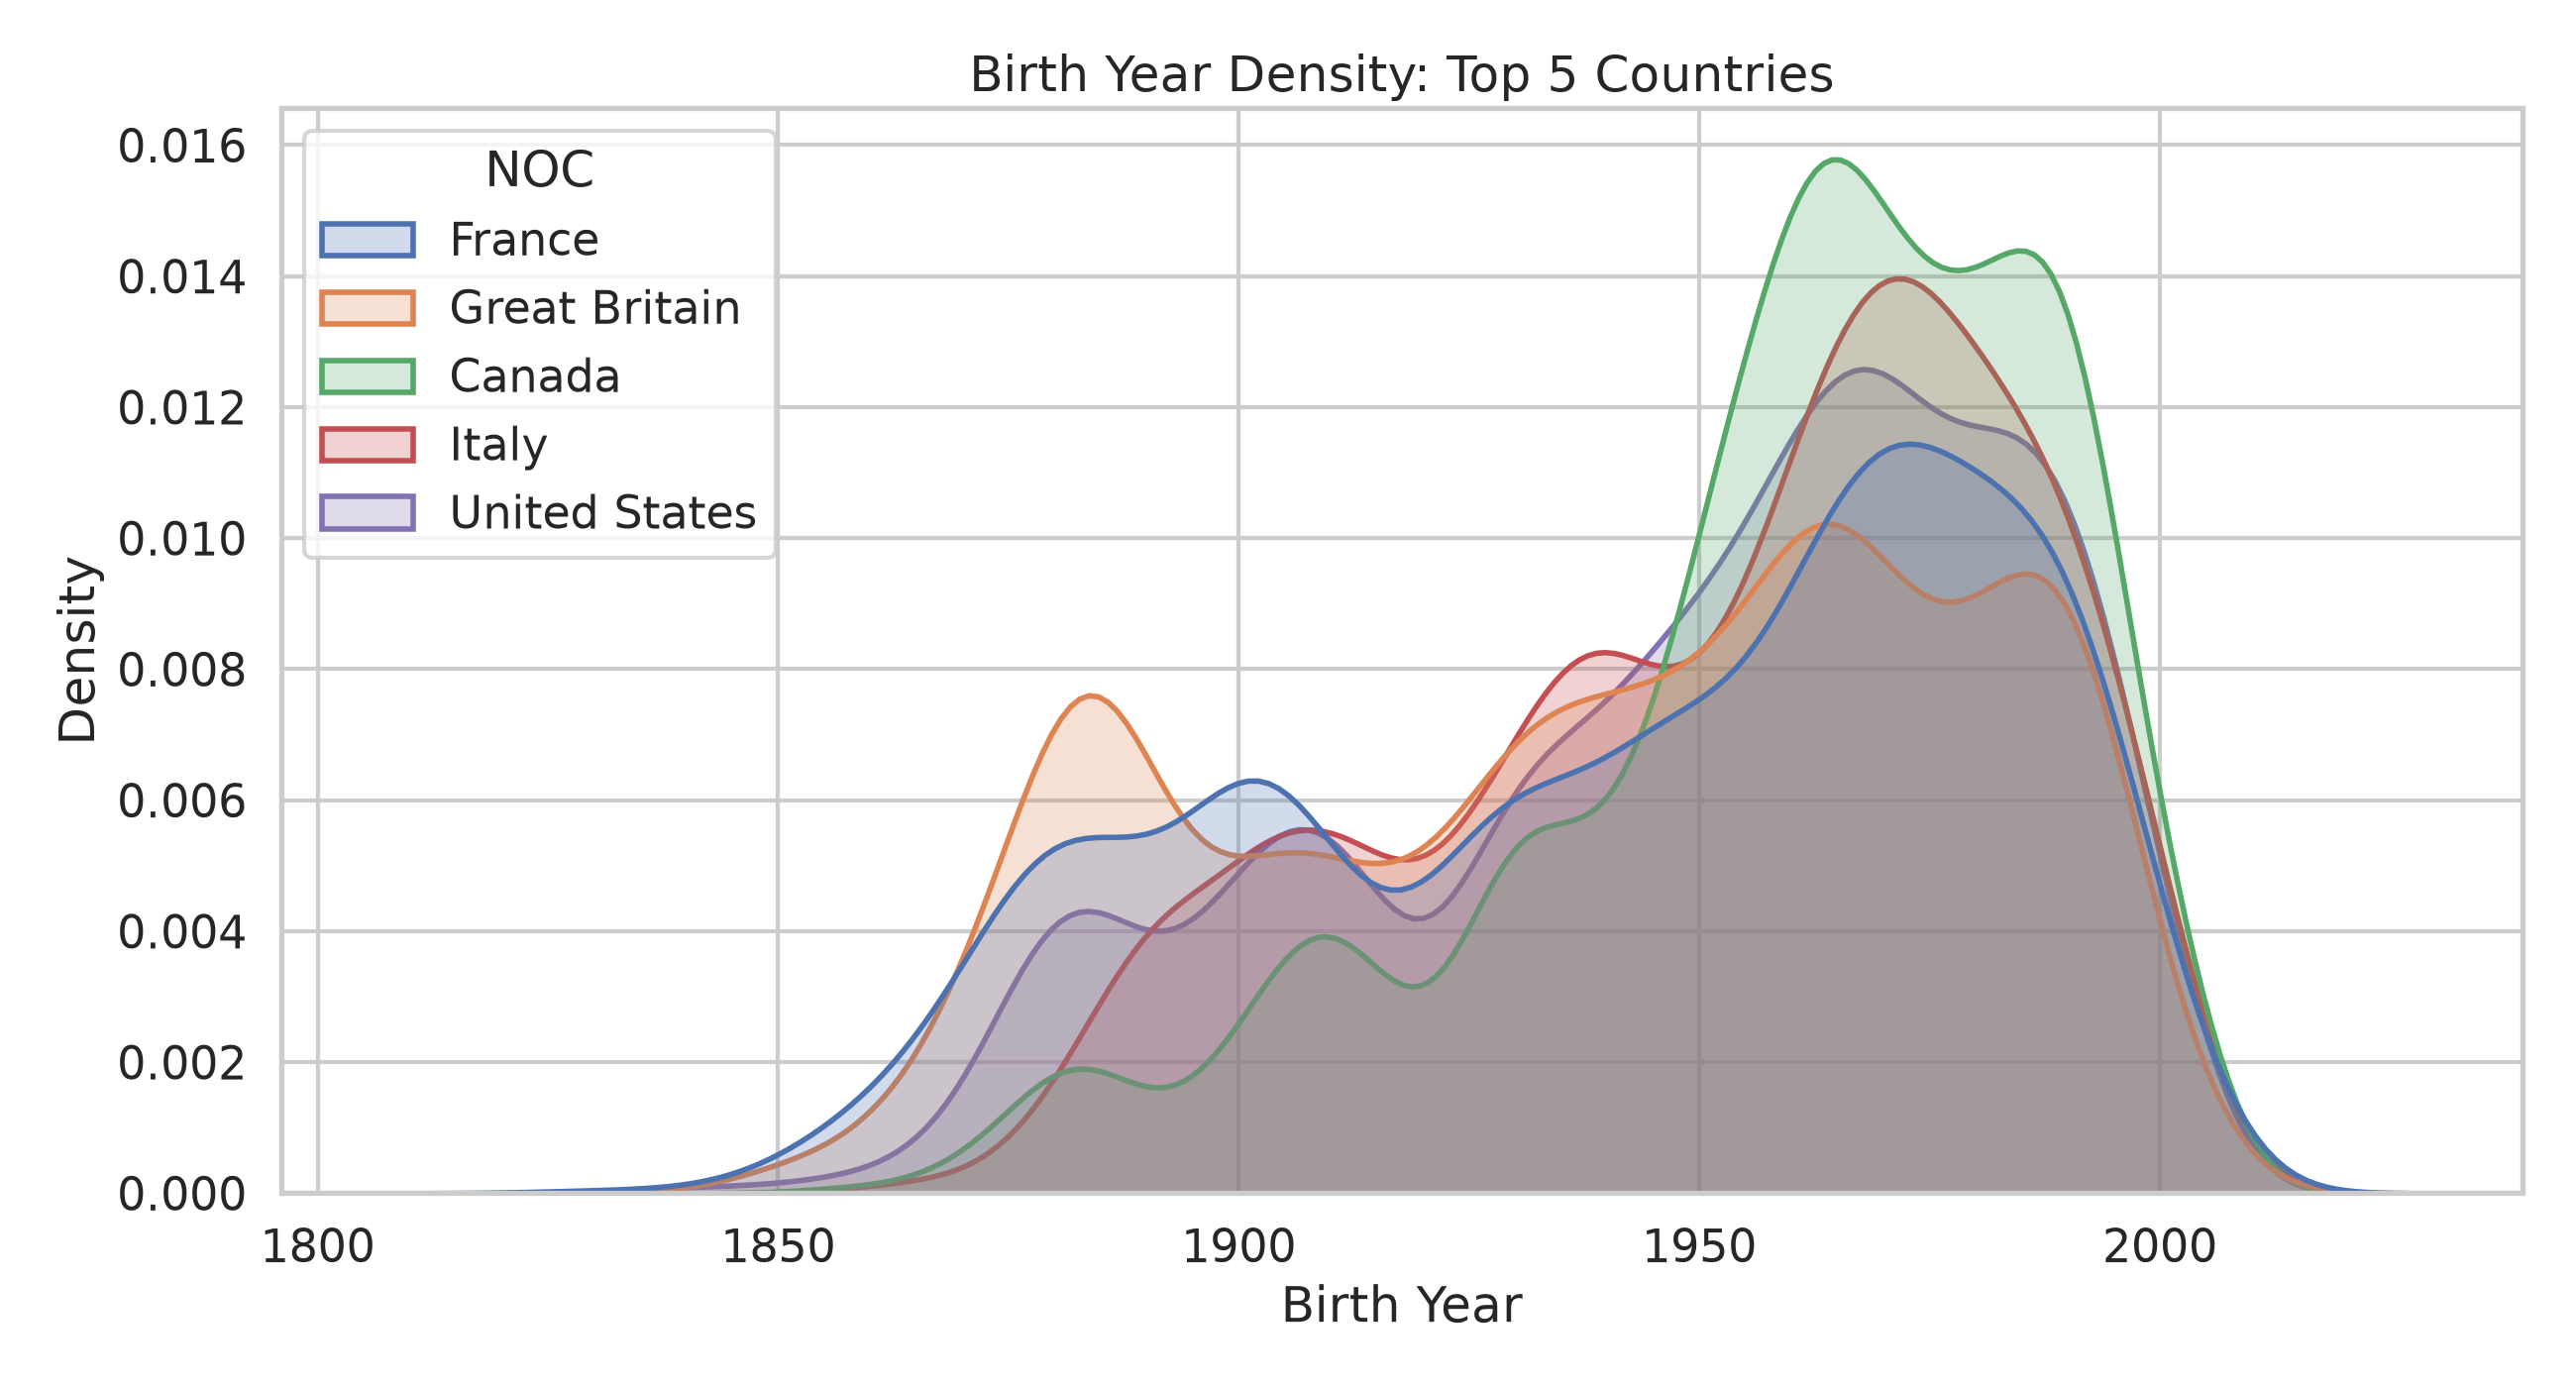 Birth Year Density: Top 5 Countries
0.016
0.014
0.012
0.010
0.008
0.006
0.004
0.002
0.000
Density
NOC
France
Great Britain
Canada
Italy
United States
1800 1850 1900 1950 2000
Birth Year